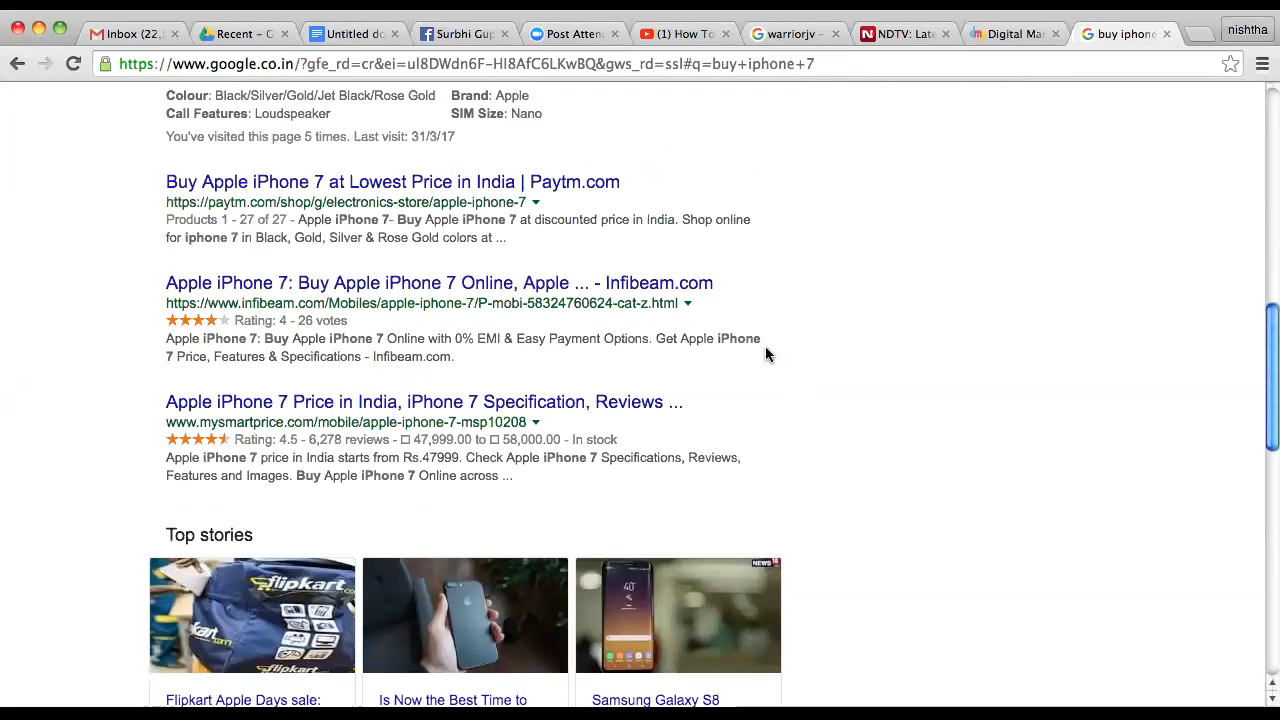 Inbox (22,
Recent – G
Untitled do
Surbhi Gup
Post Atten
(1) How To
warriorjv –
NDTV: Late
Digital Mar
buy iphone
nishtha
https://www.google.co.in/?gfe_rd=cr&ei=ul8DWdn6F-HI8AfC6LKwBQ&gws_rd=ssl#q=buy+iphone+7
Colour: Black/Silver/Gold/Jet Black/Rose Gold Brand: Apple
Call Features: Loudspeaker SIM Size: Nano
You've visited this page 5 times. Last visit: 31/3/17
Buy Apple iPhone 7 at Lowest Price in India | Paytm.com
https://paytm.com/shop/g/electronics-store/apple-iphone-7
Products 1 - 27 of 27 - Apple iPhone 7- Buy Apple iPhone 7 at discounted price in India. Shop online
for iphone 7 in Black, Gold, Silver & Rose Gold colors at ...
Apple iPhone 7: Buy Apple iPhone 7 Online, Apple ... - Infibeam.com
https://www.infibeam.com/Mobiles/apple-iphone-7/P-mobi-58324760624-cat-z.html
Rating: 4 - 26 votes
Apple iPhone 7: Buy Apple iPhone 7 Online with 0% EMI & Easy Payment Options. Get Apple iPhone
7 Price, Features & Specifications - Infibeam.com.
Apple iPhone 7 Price in India, iPhone 7 Specification, Reviews ...
www.mysmartprice.com/mobile/apple-iphone-7-msp10208
Rating: 4.5 - 6,278 reviews - □ 47,999.00 to □ 58,000.00 - In stock
Apple iPhone 7 price in India starts from Rs.47999. Check Apple iPhone 7 Specifications, Reviews,
Features and Images. Buy Apple iPhone 7 Online across ...
Top stories
flipkart
kart
flipkart
NEWS 18
40°
Flipkart Apple Days sale:
Is Now the Best Time to
Samsung Galaxy S8